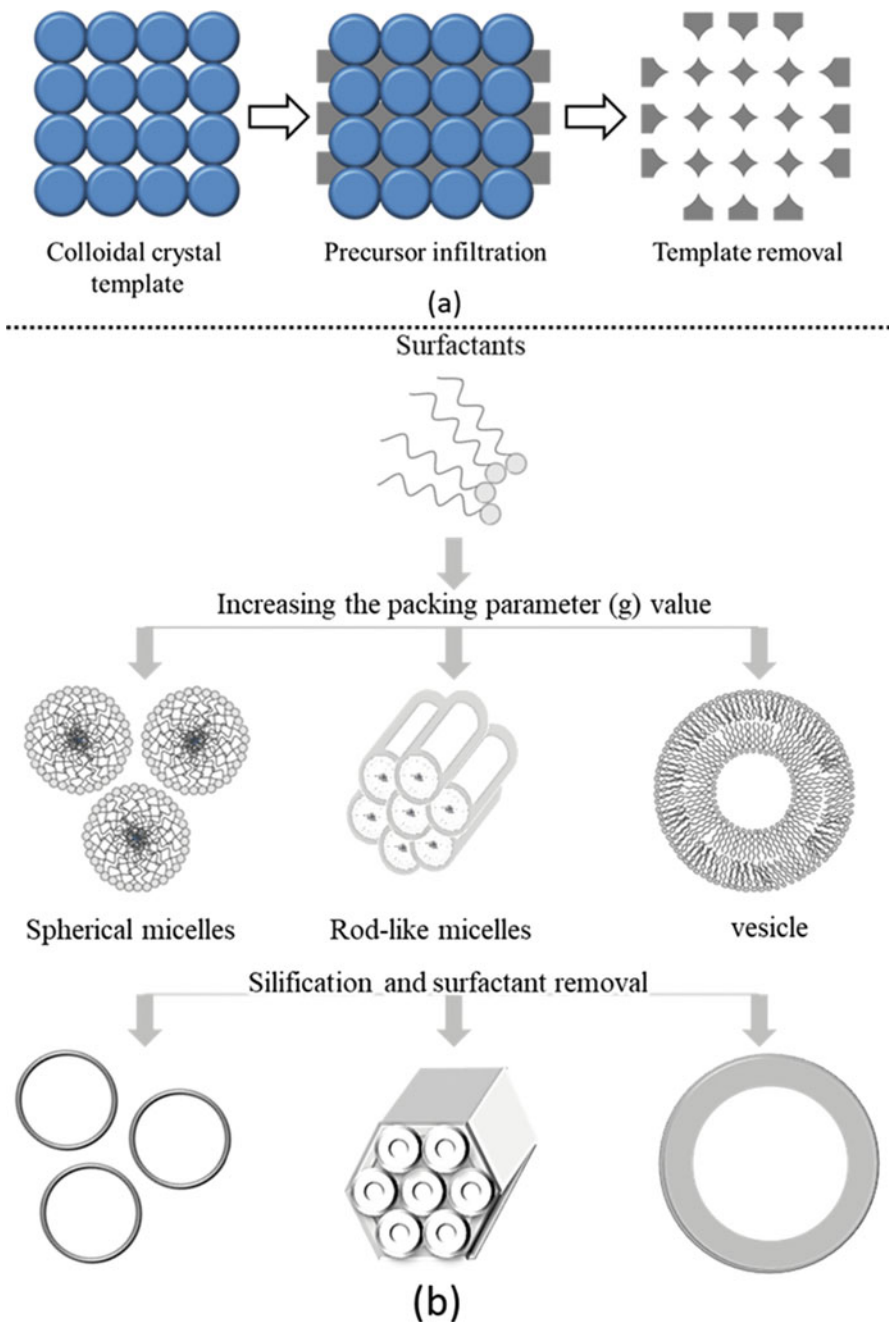 Colloidal crystal
template
Precursor infiltration
Template removal
(a)
Surfactants
Increasing the packing parameter (g) value
Spherical micelles
Rod-like micelles
vesicle
Silification and surfactant removal
(b)